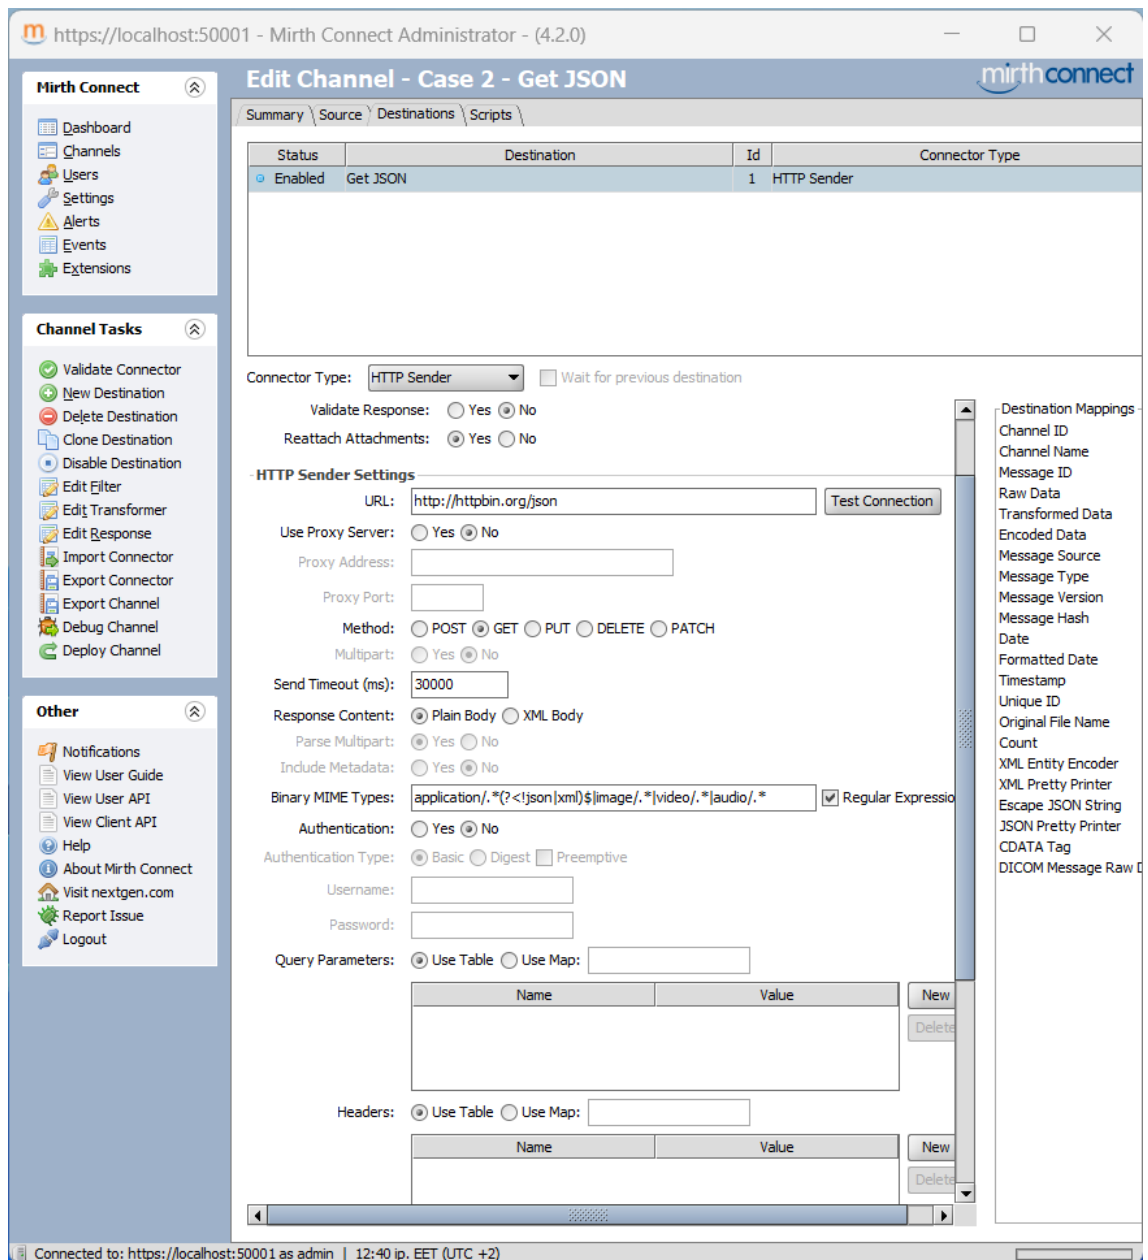 https://localhost:50001 - Mirth Connect Administrator - (4.2.0)
Mirth Connect
Dashboard
Channels
Users
Settings
Alerts
Events
Extensions
Channel Tasks
Validate Connector
New Destination
Delete Destination
Clone Destination
Disable Destination
Edit Filter
Edit Transformer
Edit Response
Import Connector
Export Connector
Export Channel
Debug Channel
Deploy Channel
Other
Notifications
View User Guide
View User API
View Client API
Help
About Mirth Connect
Visit nextgen.com
Report Issue
Logout
Edit Channel - Case 2 - Get JSON
mirth connect
Summary Source Destinations Scripts
Status Destination Id Connector Type
Enabled Get JSON 1 HTTP Sender
Connector Type: HTTP Sender Wait for previous destination
Validate Response: Yes No
Reattach Attachments: Yes No
HTTP Sender Settings
URL: http://httpbin.org/json Test Connection
Use Proxy Server: Yes No
Proxy Address:
Proxy Port:
Method: POST GET PUT DELETE PATCH
Multipart: Yes No
Send Timeout (ms): 30000
Response Content: Plain Body XML Body
Parse Multipart: Yes No
Include Metadata: Yes No
Binary MIME Types: application/.*(?<!json|xml)$|image/.*|video/.*|audio/.* Regular Expressio
Authentication: Yes No
Authentication Type: Basic Digest Preemptive
Username:
Password:
Query Parameters: Use Table Use Map:
Name Value New
Delete
Headers: Use Table Use Map:
Name Value New
Delete
Destination Mappings
Channel ID
Channel Name
Message ID
Raw Data
Transformed Data
Encoded Data
Message Source
Message Type
Message Version
Message Hash
Date
Formatted Date
Timestamp
Unique ID
Original File Name
Count
XML Entity Encoder
XML Pretty Printer
Escape JSON String
JSON Pretty Printer
CDATA Tag
DICOM Message Raw D
Connected to: https://localhost:50001 as admin | 12:40 ip. EET (UTC +2)